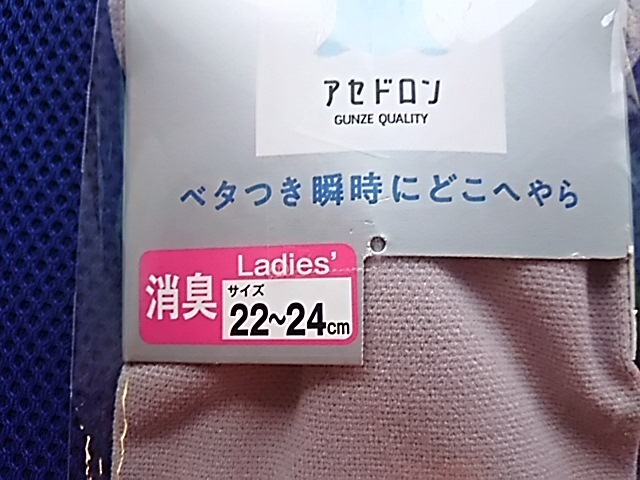 アセドロン
GUNZE QUALITY
ベタつき瞬時にどこへやら
Ladies'
消臭
サイズ
22~24cm